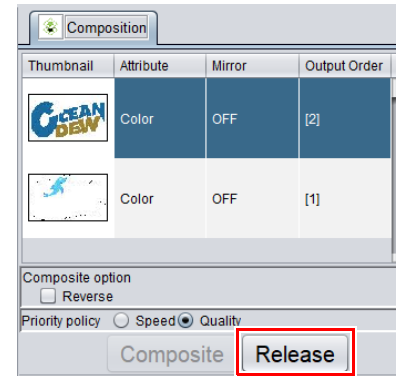 Composition
Thumbnail Attribute Mirror Output Order
OCEAN
DEW
Color OFF [2]
Color OFF [1]
Composite option
Reverse
Priority policy Speed Quality
Composite Release